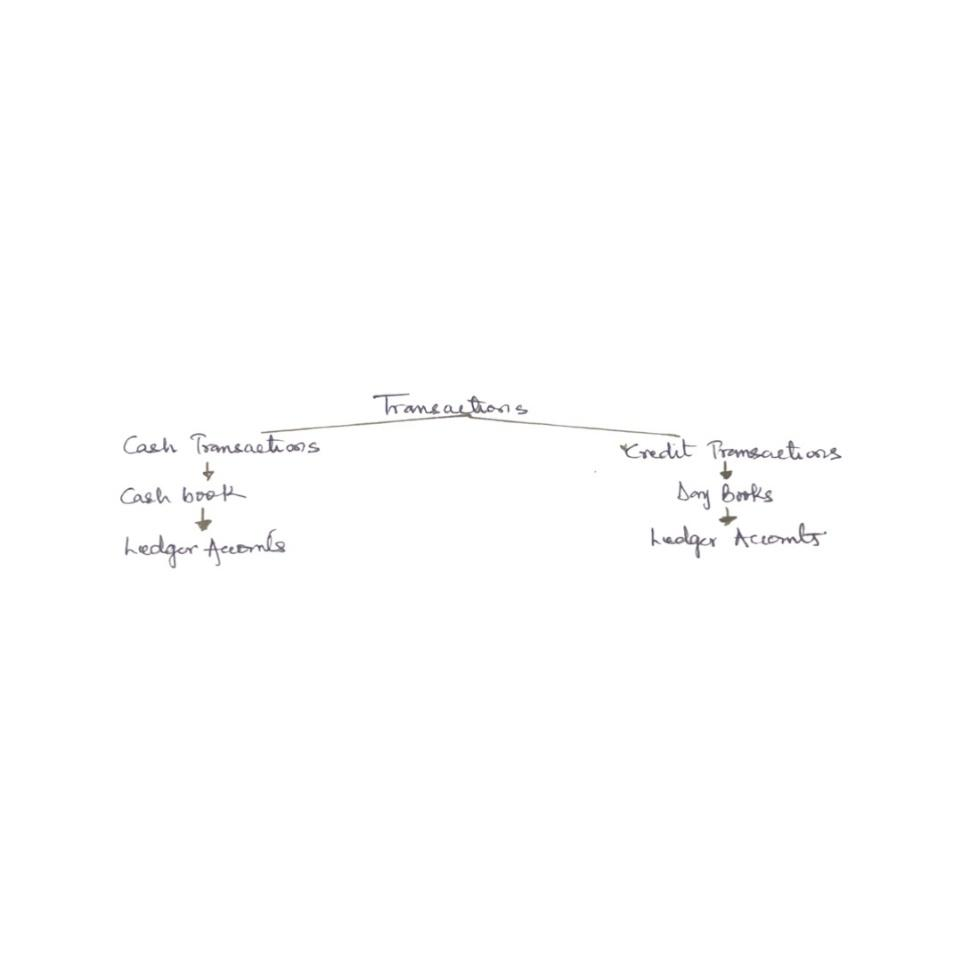 Transactions
Cash Transactions
Credit Transactions
Cash book
Day Books
Ledger Accounts
Ledger Accounts